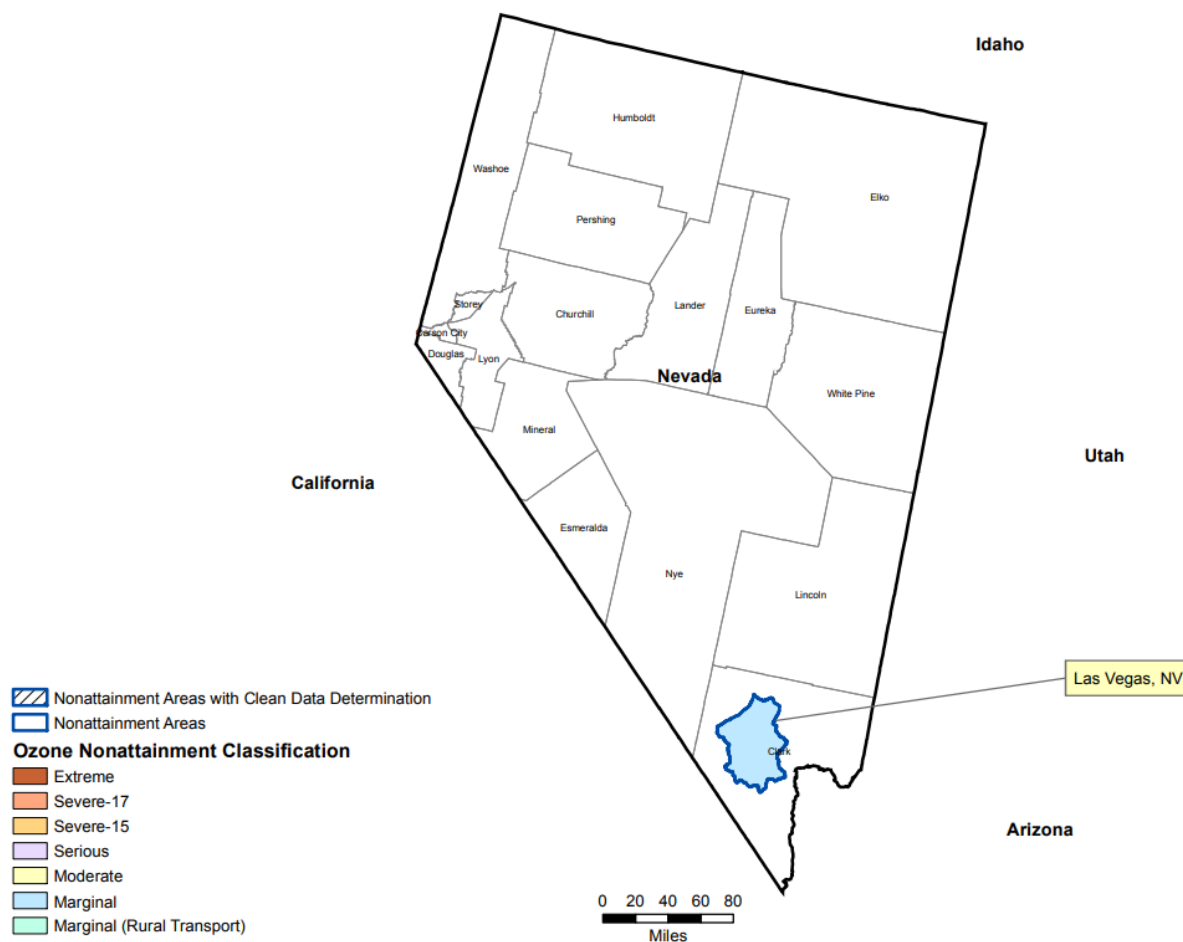 Idaho
Humboldt
Washoe
Elko
Pershing
Storey
Churchill
Lander
Eureka
Carson City
Douglas
Lyon
Nevada
White Pine
Mineral
Utah
California
Esmeralda
Nye
Lincoln
Las Vegas, NV
Clark
Arizona
Nonattainment Areas with Clean Data Determination
Nonattainment Areas
Ozone Nonattainment Classification
Extreme
Severe-17
Severe-15
Serious
Moderate
Marginal
Marginal (Rural Transport)
0 20 40 60 80
Miles